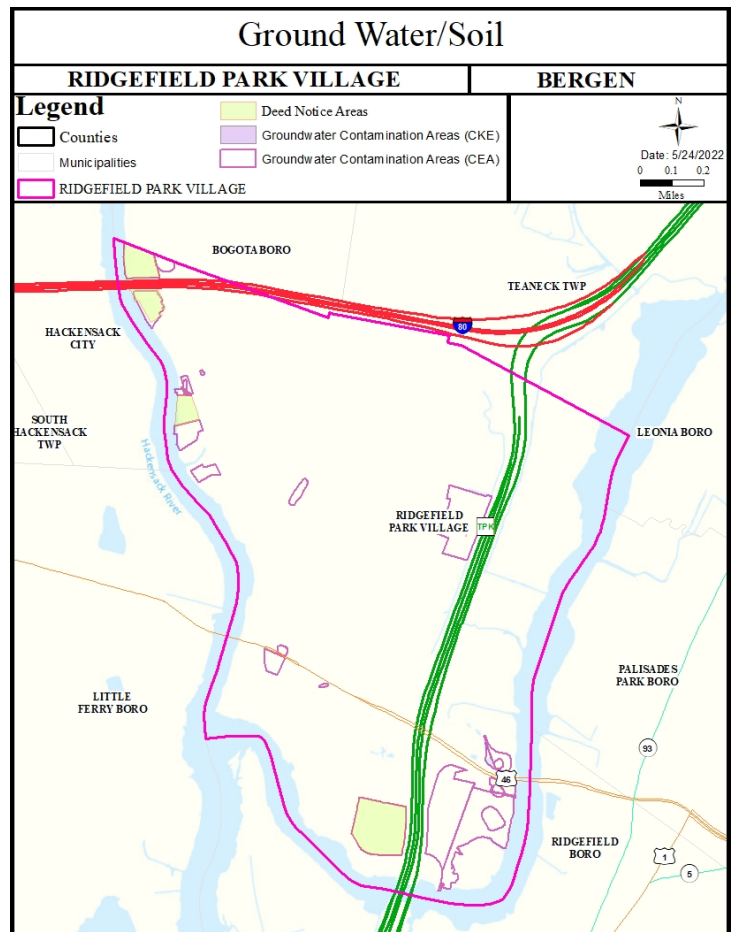 Ground Water/Soil
RIDGEFIELD PARK VILLAGE
BERGEN
Legend
Counties
Municipalities
RIDGEFIELD PARK VILLAGE
Deed Notice Areas
Groundwater Contamination Areas (CKE)
Groundwater Contamination Areas (CEA)
N
Date: 5/24/2022
0 0.1 0.2
Miles
BOGOTA BORO
TEANECK TWP
80
HACKENSACK
CITY
SOUTH
HACKENSACK
TWP
LEONIA BORO
Hackensack River
RIDGEFIELD
PARK VILLAGE
TPK
LITTLE
FERRY BORO
PALISADES
PARK BORO
93
46
RIDGEFIELD
BORO
1
5